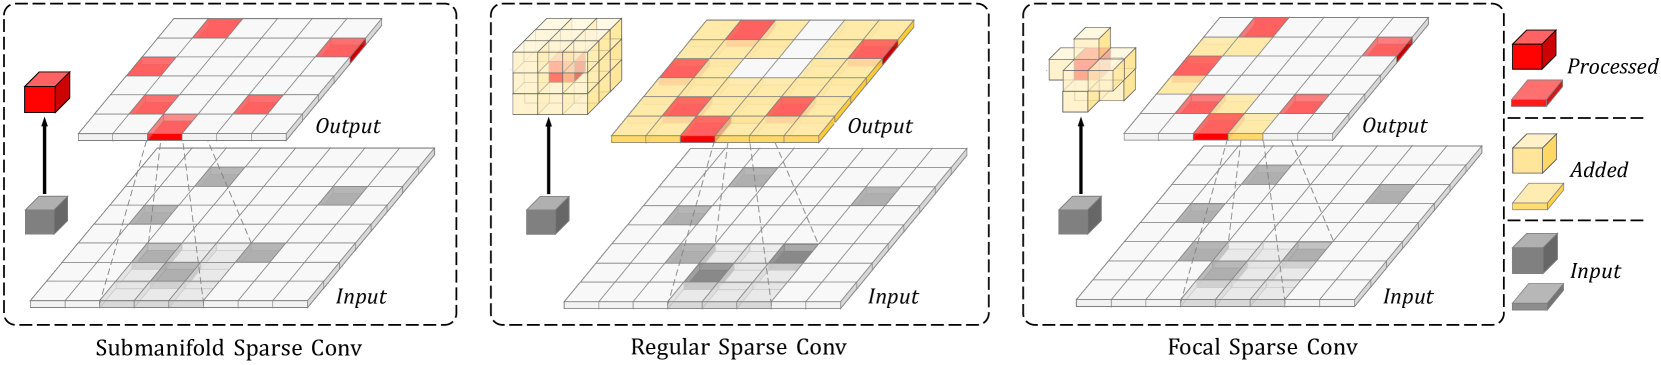 Output
Input
Submanifold Sparse Conv
Output
Input
Regular Sparse Conv
Output
Input
Focal Sparse Conv
Processed
Added
Input